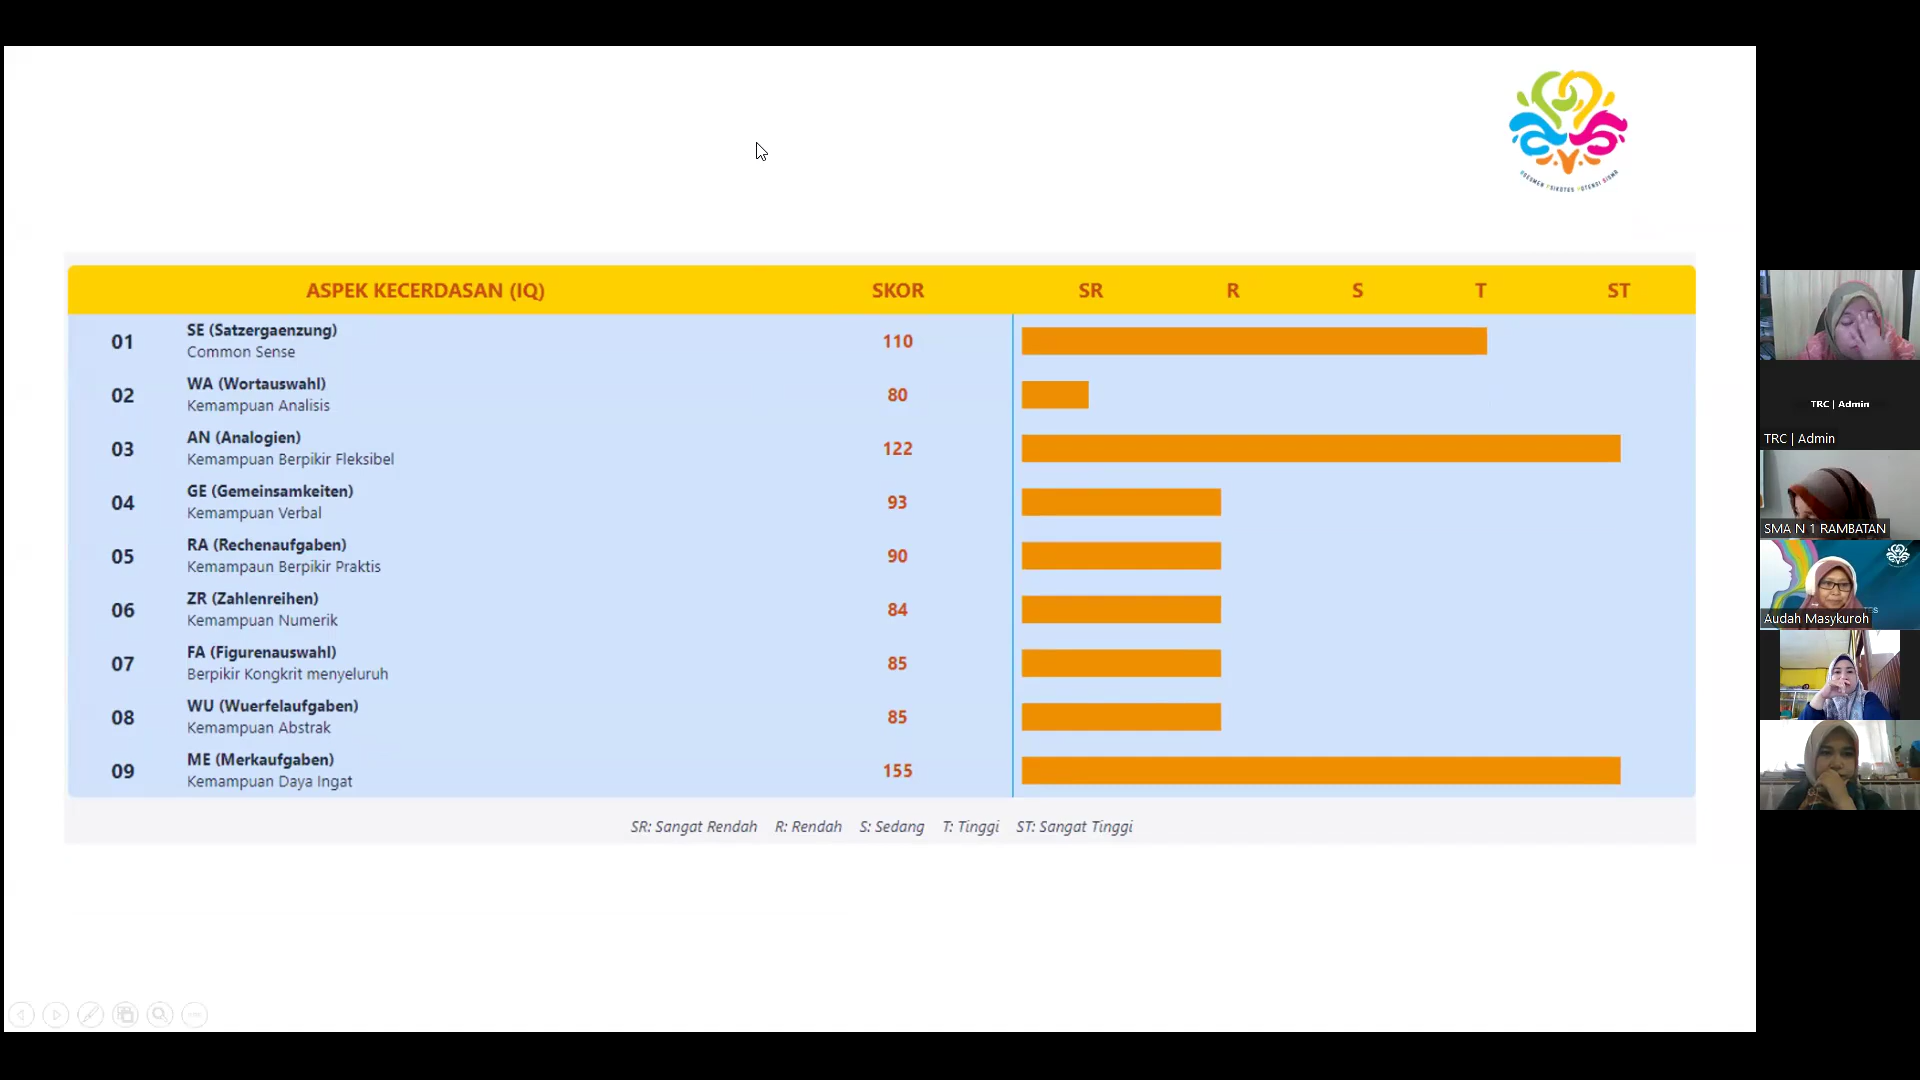 ASPEK KECERDASAN (IQ) SKOR SR R S T ST
01 SE (Satzergaenzung) 110
Common Sense
02 WA (Wortauswahl) 80
Kemampuan Analisis
03 AN (Analogien) 122
Kemampuan Berpikir Fleksibel
04 GE (Gemeinsamkeiten) 93
Kemampuan Verbal
05 RA (Rechenaufgaben) 90
Kemampaun Berpikir Praktis
06 ZR (Zahlenreihen) 84
Kemampuan Numerik
07 FA (Figurenauswahl) 85
Berpikir Kongkrit menyeluruh
08 WU (Wuerfelaufgaben) 85
Kemampuan Abstrak
09 ME (Merkaufgaben) 155
Kemampuan Daya Ingat
SR: Sangat Rendah R: Rendah S: Sedang T: Tinggi ST: Sangat Tinggi
TRC | Admin
TRC | Admin
SMA N 1 RAMBATAN
Audah Masykuroh